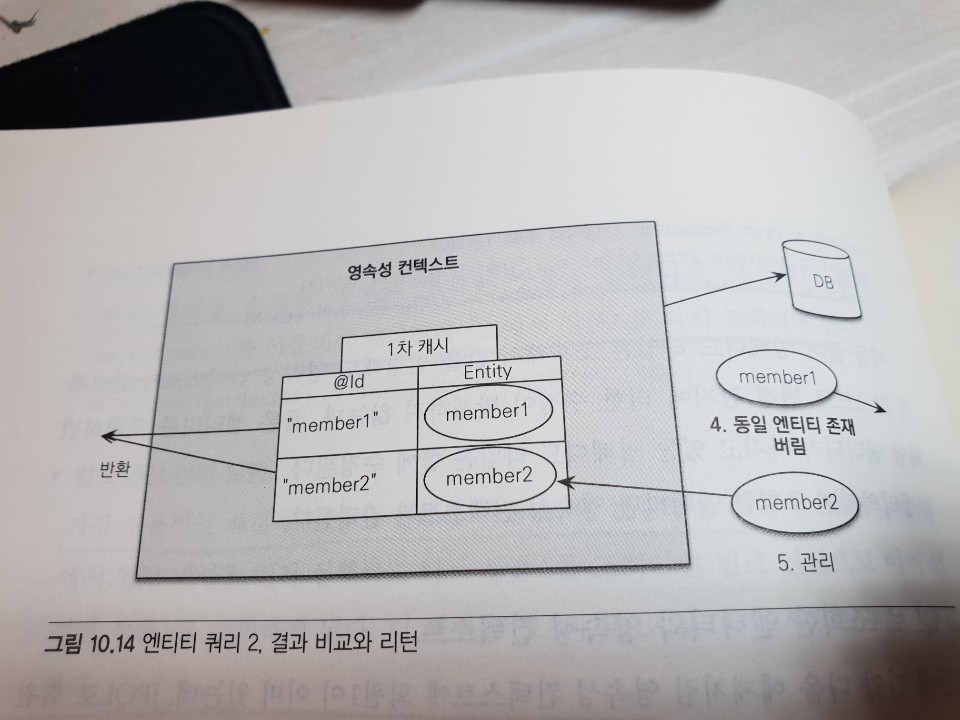 영속성 컨텍스트
DB
1차 캐시
@Id
Entity
"member1"
member1
"member2"
member2
반환
member1
4. 동일 엔티티 존재
버림
member2
5. 관리
그림 10.14 엔티티 쿼리 2, 결과 비교와 리턴